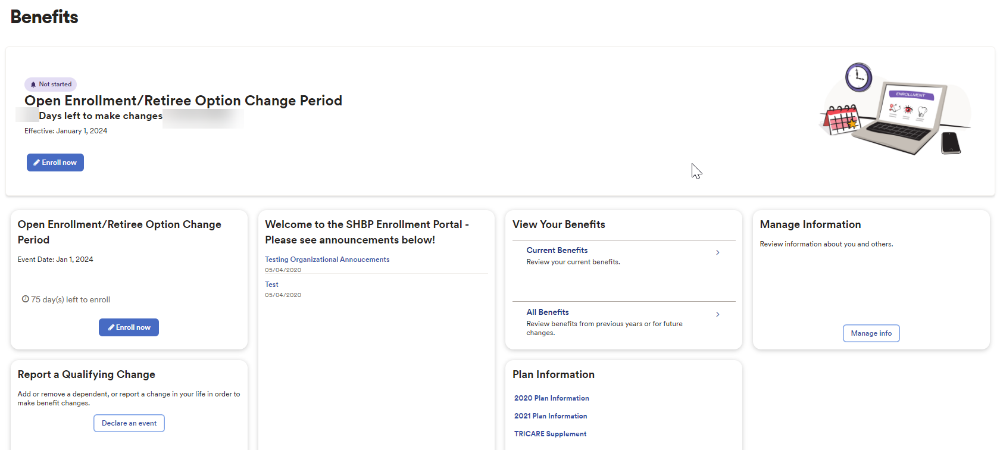 Benefits
Not started
Open Enrollment/Retiree Option Change Period
Days left to make changes
Effective: January 1, 2024
Enroll now
ENROLLMENT
Open Enrollment/Retiree Option Change
Period
Event Date: Jan 1, 2024
75 day(s) left to enroll
Enroll now
Welcome to the SHBP Enrollment Portal -
Please see announcements below!
Testing Organizational Annoucements
05/04/2020
Test
05/04/2020
View Your Benefits
Current Benefits
Review your current benefits.
All Benefits
Review benefits from previous years or for future
changes.
Manage Information
Review information about you and others.
Manage info
Report a Qualifying Change
Add or remove a dependent, or report a change in your life in order to
make benefit changes.
Declare an event
Plan Information
2020 Plan Information
2021 Plan Information
TRICARE Supplement